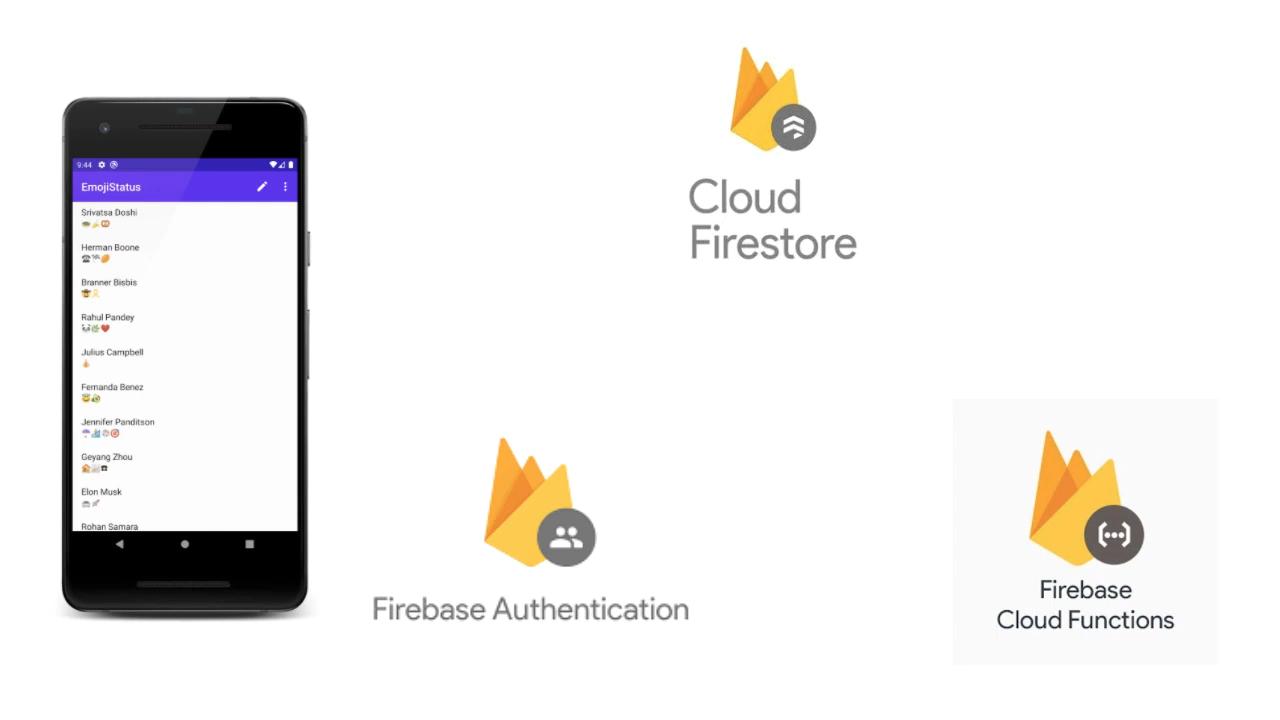 9:44
EmojiStatus
Srivatsa Doshi
Herman Boone
Branner Bisbis
Rahul Pandey
Julius Campbell
Fernanda Benez
Jennifer Panditson
Geyang Zhou
Elon Musk
Rohan Samara
Cloud
Firestore
Firebase Authentication
Firebase
Cloud Functions